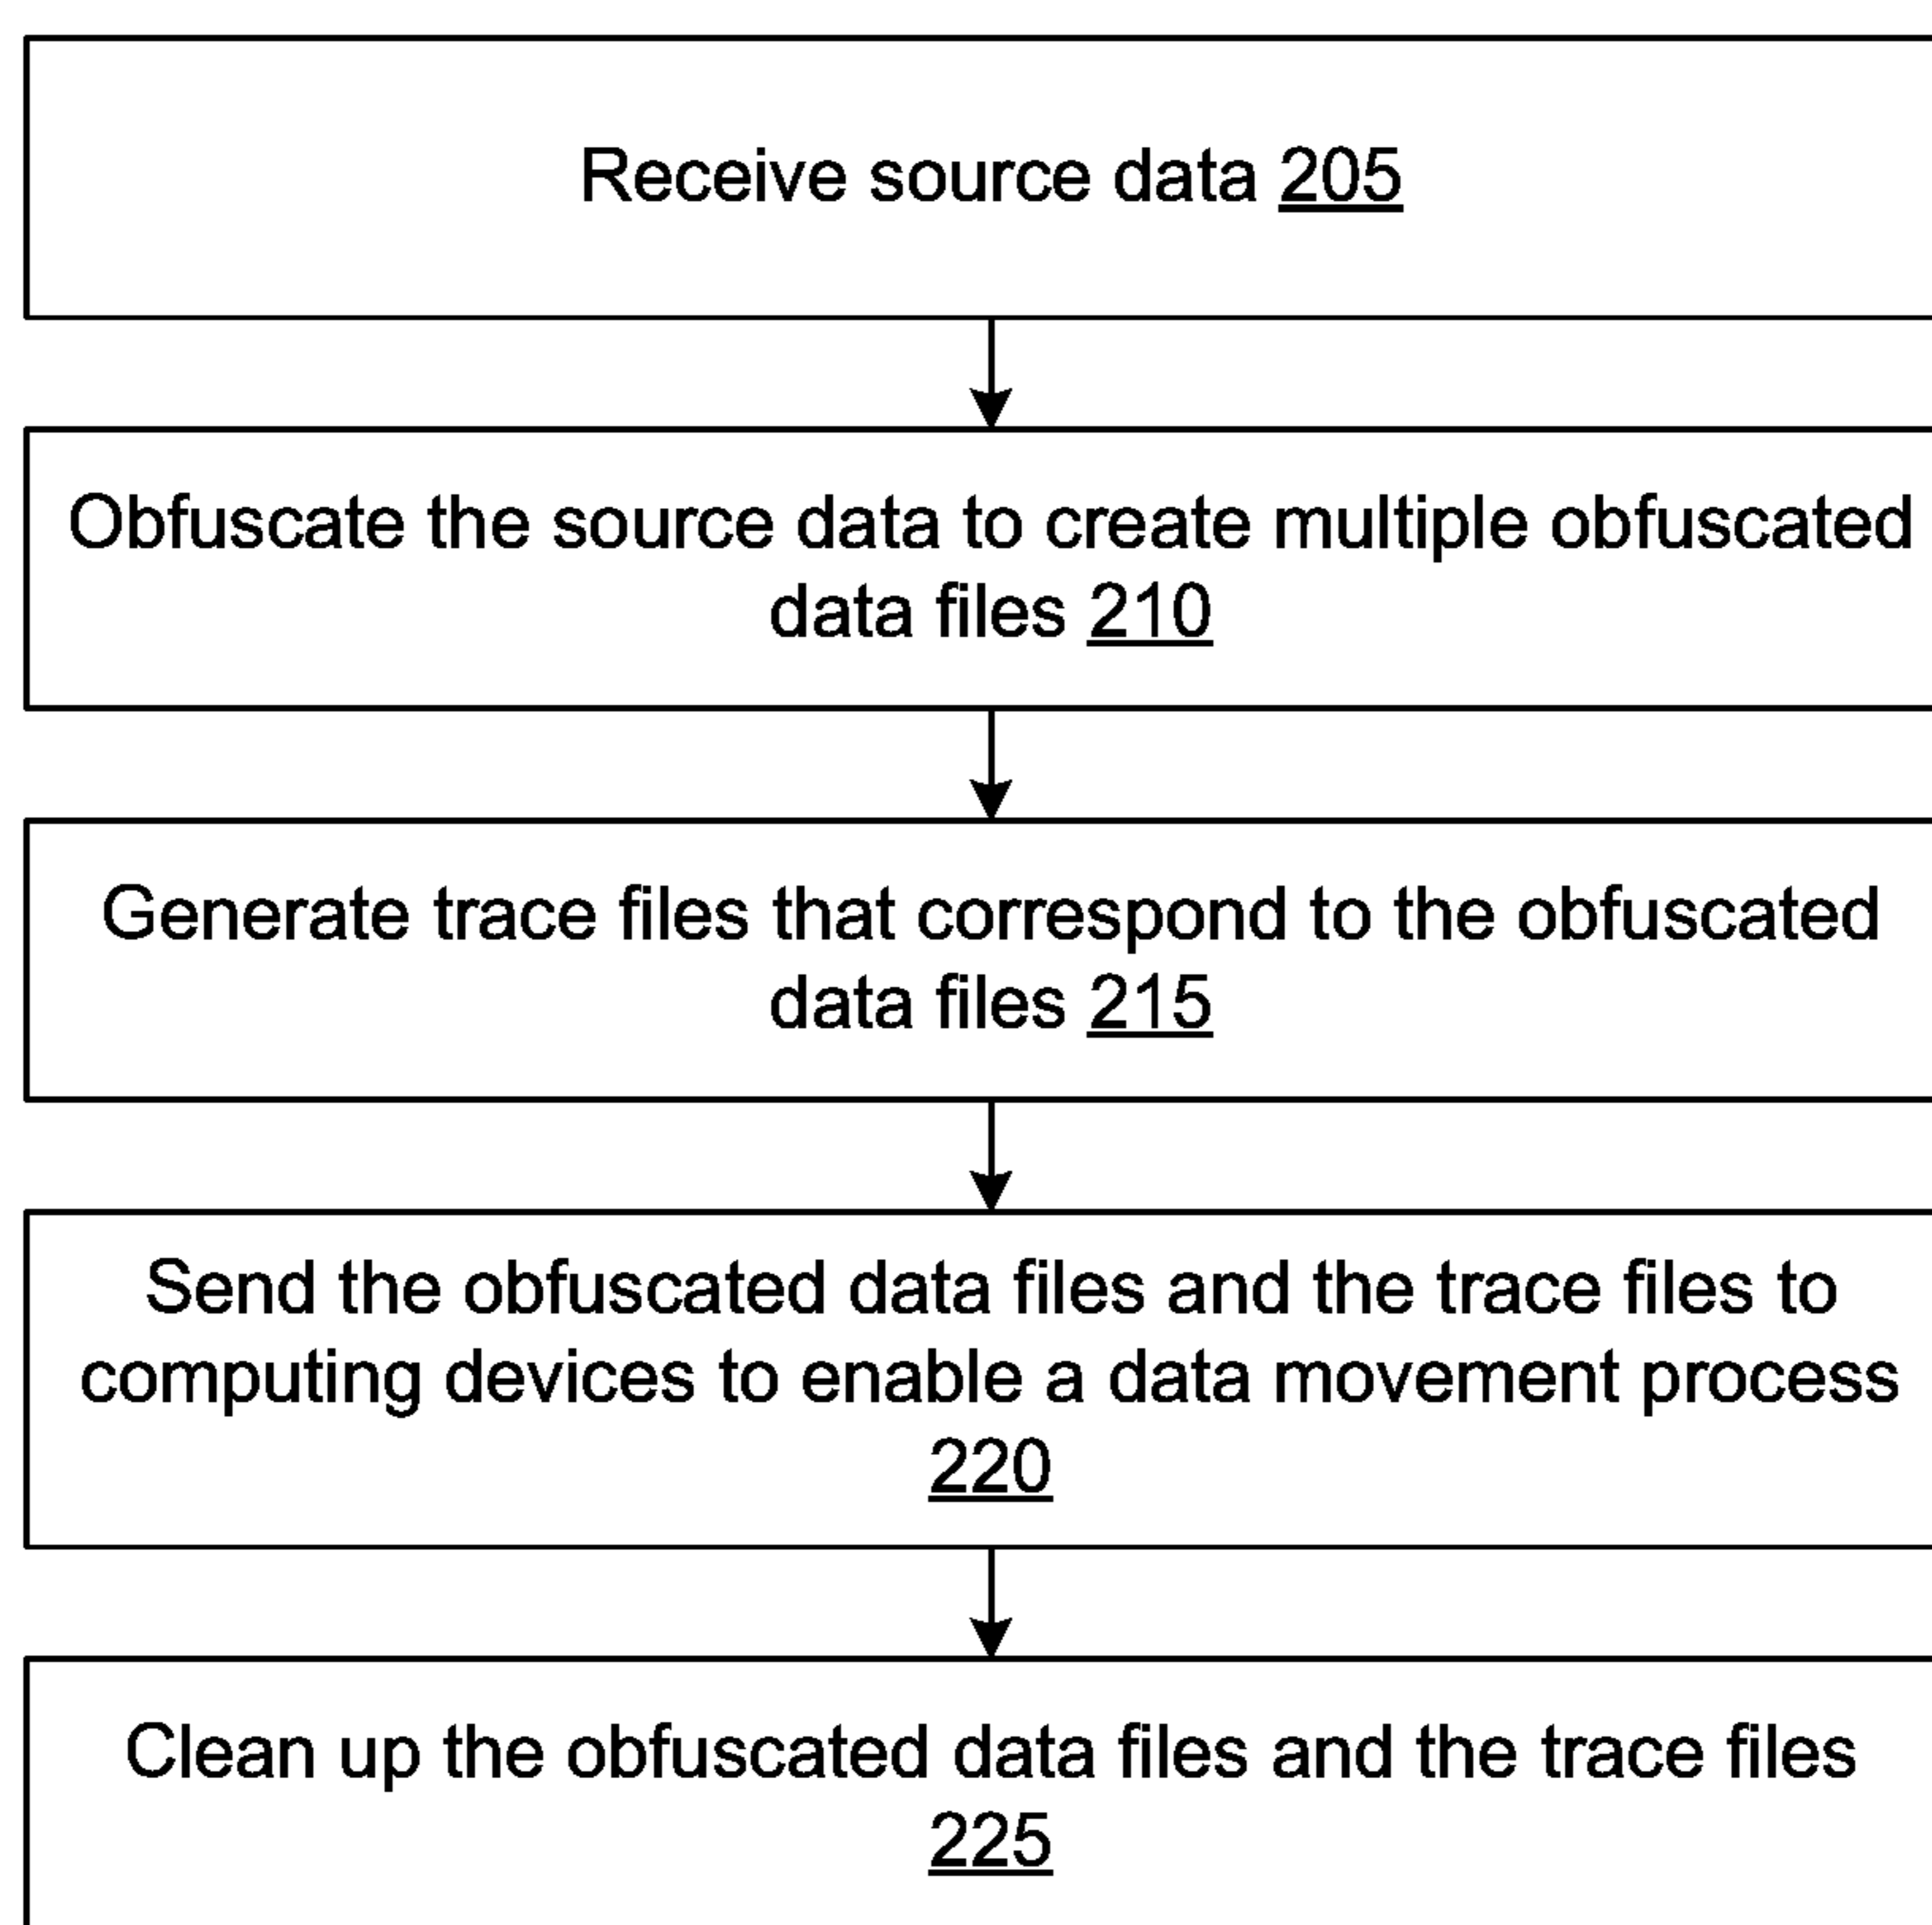 Receive source data 205
Obfuscate the source data to create multiple obfuscated
data files 210
Generate trace files that correspond to the obfuscated
data files 215
Send the obfuscated data files and the trace files to
computing devices to enable a data movement process
220
Clean up the obfuscated data files and the trace files
225